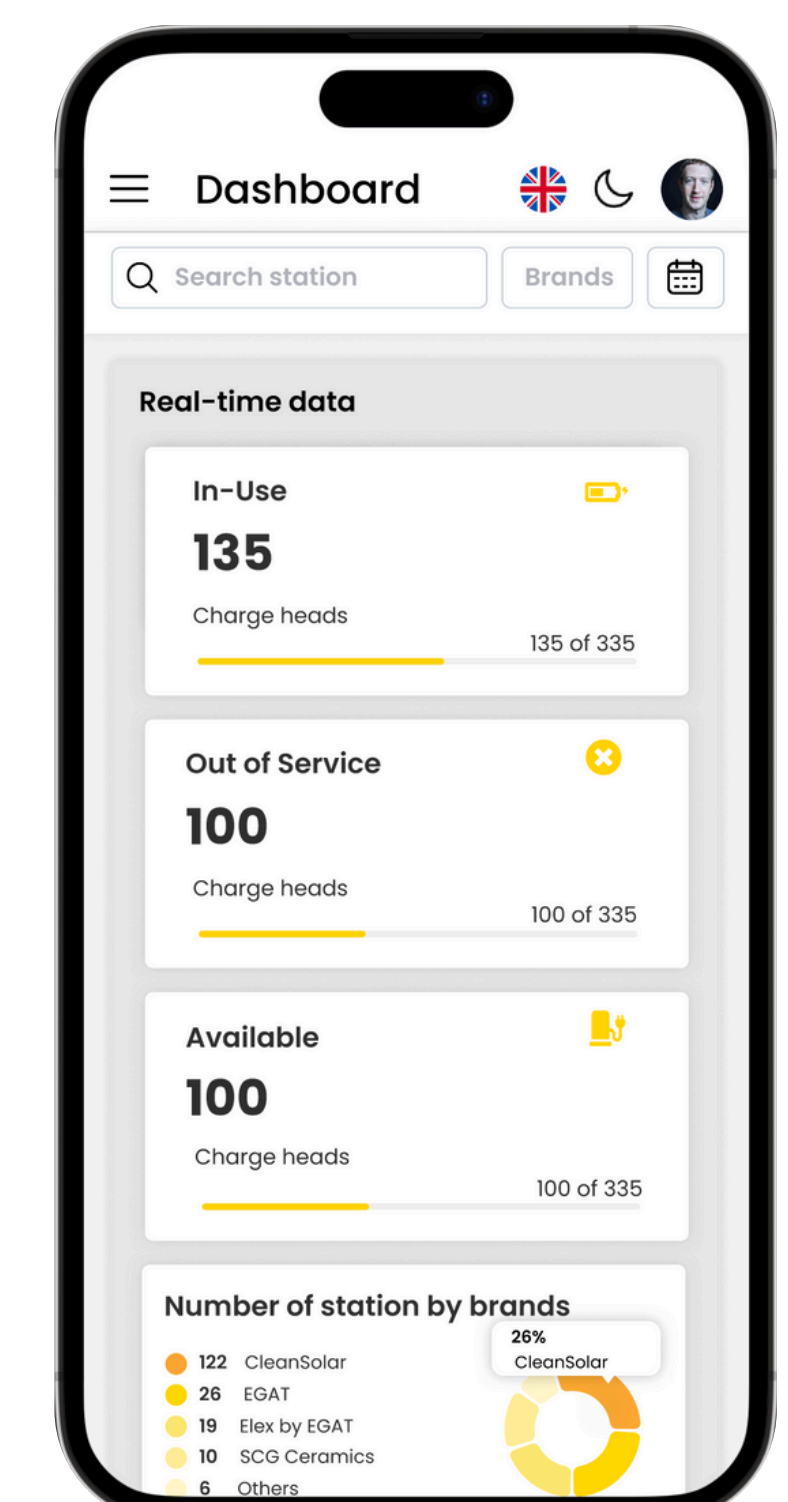 Dashboard
Search station
Brands
Real-time data
In-Use
135
Charge heads
135 of 335
Out of Service
100
Charge heads
100 of 335
Available
100
Charge heads
100 of 335
Number of station by brands
26%
CleanSolar
122 CleanSolar
26 EGAT
19 Elex by EGAT
10 SCG Ceramics
6 Others